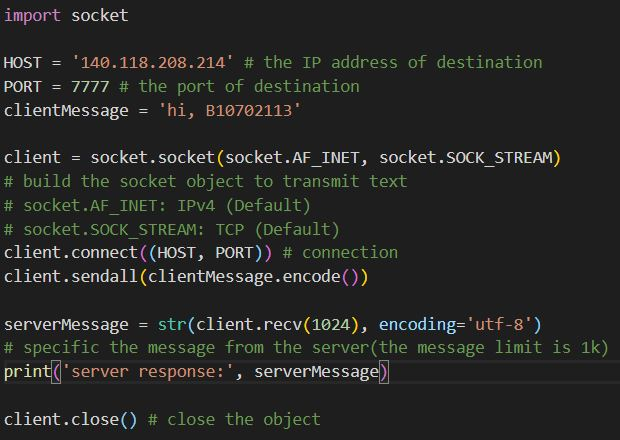 import socket
HOST = '140.118.208.214' # the IP address of destination
PORT = 7777 # the port of destination
clientMessage = 'hi, B10702113'
client = socket.socket(socket.AF_INET, socket.SOCK_STREAM)
# build the socket object to transmit text
# socket.AF_INET: IPv4 (Default)
# socket.SOCK_STREAM: TCP (Default)
client.connect((HOST, PORT)) # connection
client.sendall(clientMessage.encode())
serverMessage = str(client.recv(1024), encoding='utf-8')
# specific the message from the server(the message limit is 1k)
print('server response:', serverMessage)
client.close() # close the object